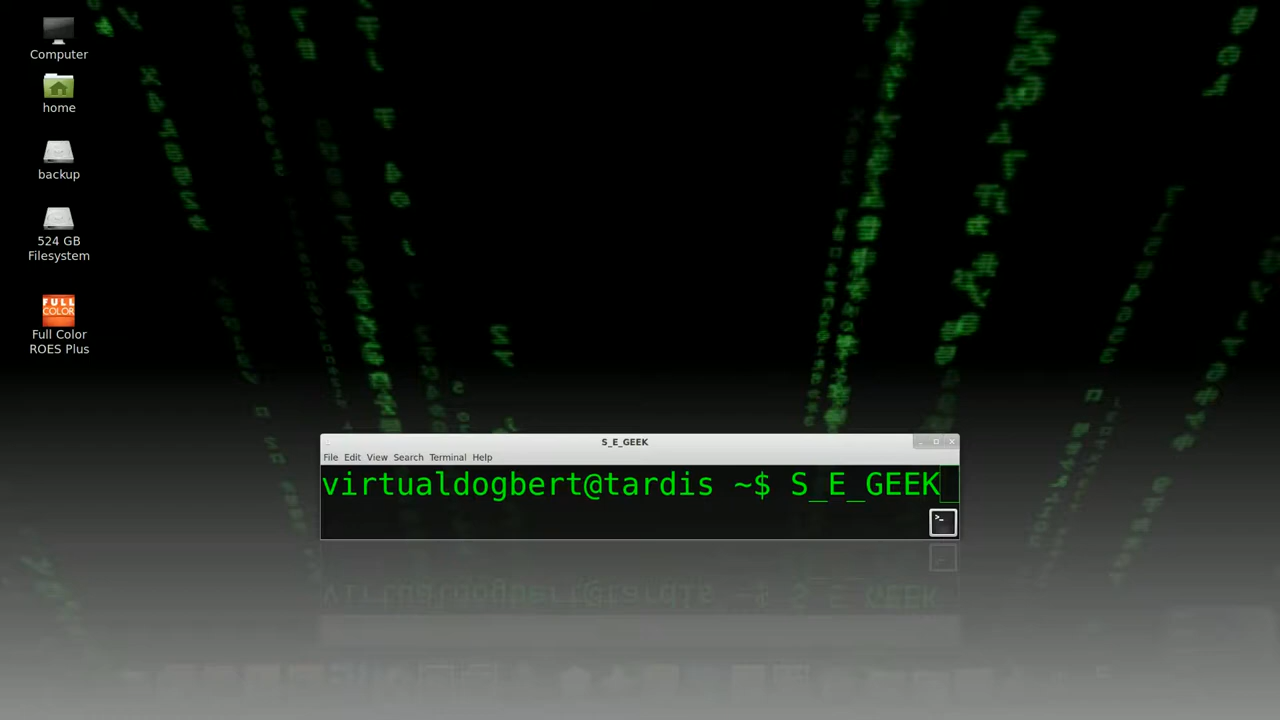 Computer
home
backup
524 GB
Filesystem
FULL
COLOR
Full Color
ROES Plus
S_E_GEEK
File Edit View Search Terminal Help
virtualdogbert@tardis ~$ S_E_GEEK
>_